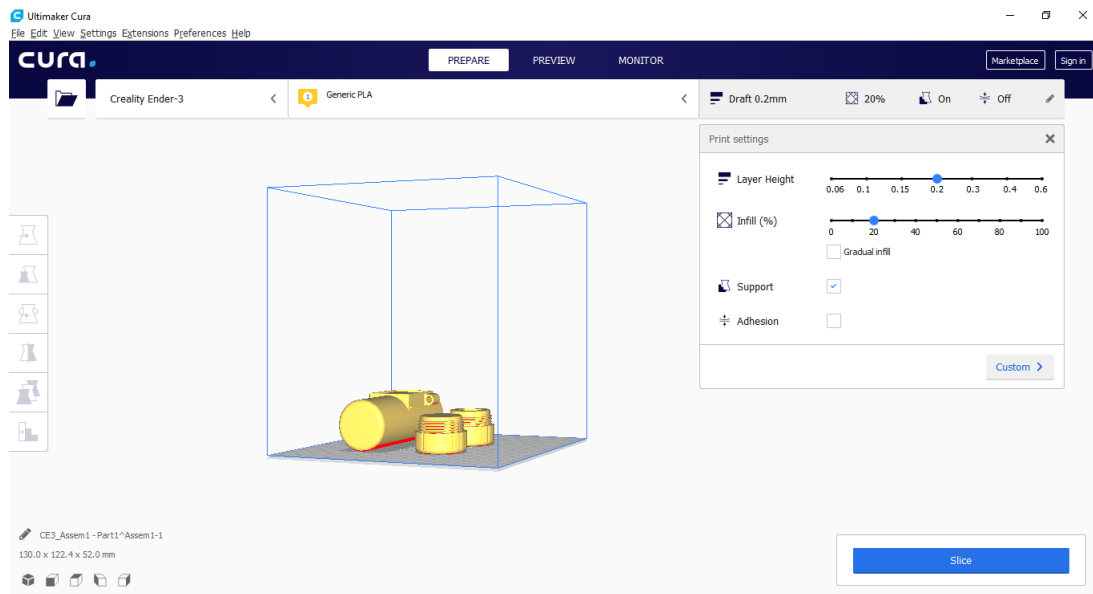 Ultimaker Cura
File Edit View Settings Extensions Preferences Help
cura.
PREPARE PREVIEW MONITOR
Marketplace Sign in
Creality Ender-3
Generic PLA
Draft 0.2mm 20% On Off
Print settings
Layer Height
0.06 0.1 0.15 0.2 0.3 0.4 0.6
Infill (%)
0 20 40 60 80 100
Gradual infill
Support
Adhesion
Custom
CE3_Assem1 - Part1^Assem1-1
130.0 x 122.4 x 52.0 mm
Slice